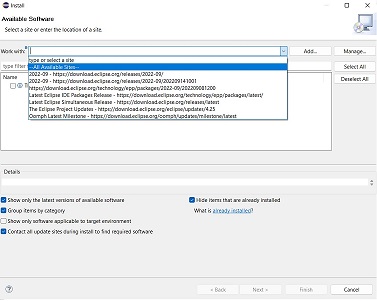 Install
Available Software
Select a site or enter the location of a site.
Work with:
Add...
Manage...
type or select a site
--All Available Sites--
2022-09 - https://download.eclipse.org/releases/2022-09/
2022-09 - https://download.eclipse.org/releases/2022-09/202209141001
https://download.eclipse.org/technology/epp/packages/2022-09/202209081200
Latest Eclipse IDE Packages Release - https://download.eclipse.org/technology/epp/packages/latest/
Latest Eclipse Simultaneous Release - https://download.eclipse.org/releases/latest
The Eclipse Project Updates - https://download.eclipse.org/eclipse/updates/4.25
Oomph Latest Milestone - https://download.eclipse.org/oomph/updates/milestone/latest
type filter
Select All
Name
Deselect All
Details
Show only the latest versions of available software
Hide items that are already installed
Group items by category
What is already installed?
Show only software applicable to target environment
Contact all update sites during install to find required software
< Back
Next >
Finish
Cancel